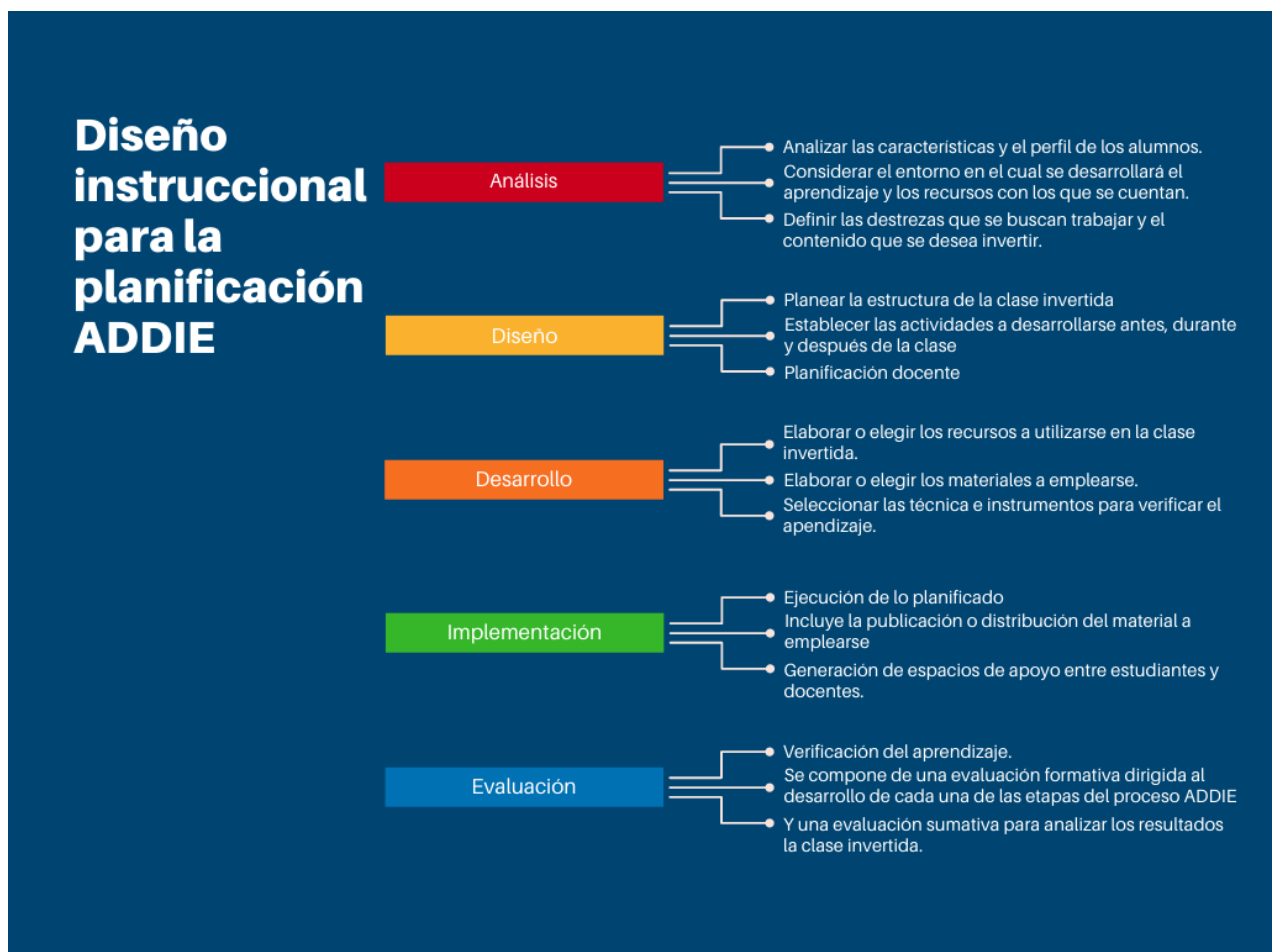 Diseño
instruccional
para la
planificación
ADDIE
Análisis
Analizar las características y el perfil de los alumnos.
Considerar el entorno en el cual se desarrollará el
aprendizaje y los recursos con los que se cuentan.
Definir las destrezas que se buscan trabajar y el
contenido que se desea invertir.
Diseño
Planear la estructura de la clase invertida
Establecer las actividades a desarrollarse antes, durante
y después de la clase
Planificación docente
Desarrollo
Elaborar o elegir los recursos a utilizarse en la clase
invertida.
Elaborar o elegir los materiales a emplearse.
Seleccionar las técnica e instrumentos para verificar el
apendizaje.
Implementación
Ejecución de lo planificado
Incluye la publicación o distribución del material a
emplearse
Generación de espacios de apoyo entre estudiantes y
docentes.
Evaluación
Verificación del aprendizaje.
Se compone de una evaluación formativa dirigida al
desarrollo de cada una de las etapas del proceso ADDIE
Y una evaluación sumativa para analizar los resultados
la clase invertida.